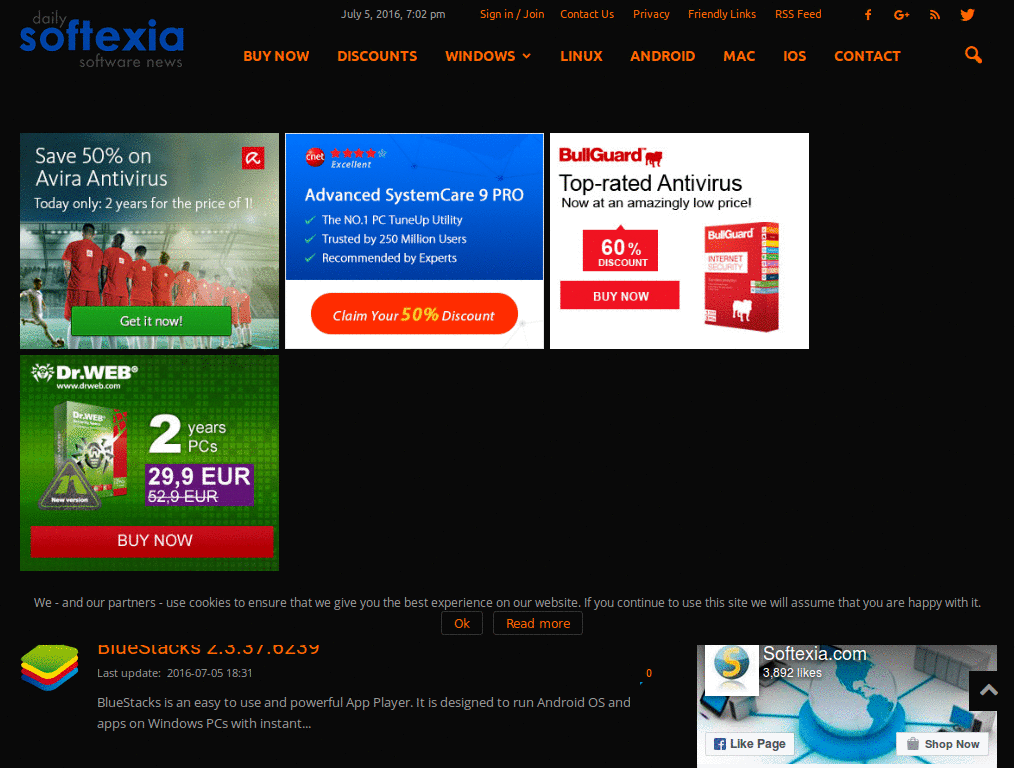 daily
softexia
software news
July 5, 2016, 7:02 pm
Sign in / Join
Contact Us
Privacy
Friendly Links
RSS Feed
BUY NOW
DISCOUNTS
WINDOWS
LINUX
ANDROID
MAC
IOS
CONTACT
Save 50% on
Avira Antivirus
Today only: 2 years for the price of 1!
Get it now!
cnet
Excellent
Advanced SystemCare 9 PRO
The NO.1 PC TuneUp Utility
Trusted by 250 Million Users
Recommended by Experts
Claim Your 50% Discount
BullGuard
Top-rated Antivirus
Now at an amazingly low price!
60 %
DISCOUNT
BUY NOW
BullGuard
INTERNET
SECURITY
Dr.WEB®
www.drweb.com
Dr.WEB
New version
2 years
PCs
29,9 EUR
52,9 EUR
BUY NOW
We - and our partners - use cookies to ensure that we give you the best experience on our website. If you continue to use this site we will assume that you are happy with it.
Ok
Read more
BlueStacks 2.3.37.6239
Last update: 2016-07-05 18:31
0
BlueStacks is an easy to use and powerful App Player. It is designed to run Android OS and
apps on Windows PCs with instant...
Softexia.com
3,892 likes
Like Page
Shop Now